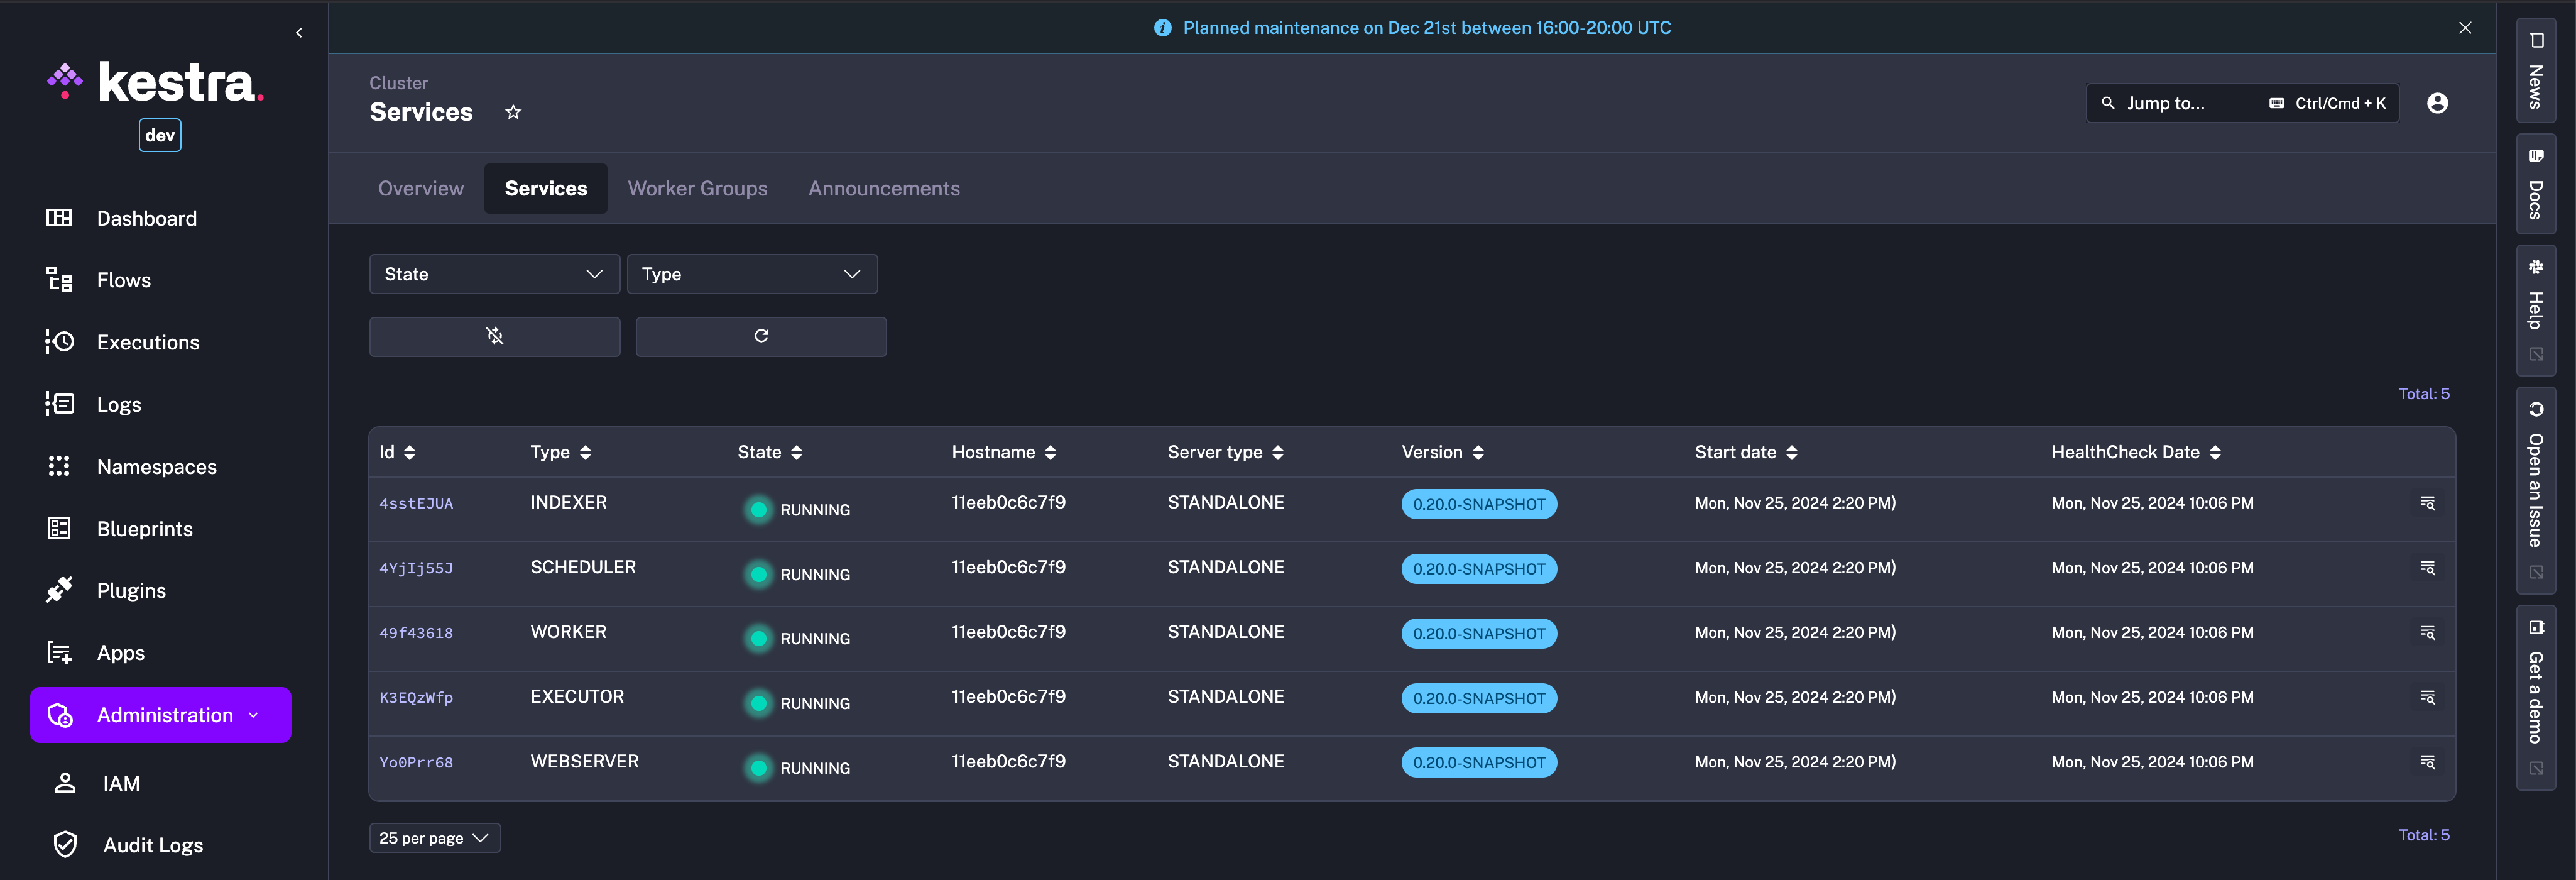 Planned maintenance on Dec 21st between 16:00-20:00 UTC
kestra.
dev
Dashboard
Flows
Executions
Logs
Namespaces
Blueprints
Plugins
Apps
Administration
IAM
Audit Logs
Cluster
Services
Jump to...
Ctrl/Cmd + K
Overview Services Worker Groups Announcements
State Type
Total: 5
Id Type State Hostname Server type Version Start date HealthCheck Date
4sstEJUA INDEXER RUNNING 11eeb0c6c7f9 STANDALONE 0.20.0-SNAPSHOT Mon, Nov 25, 2024 2:20 PM) Mon, Nov 25, 2024 10:06 PM
4YjIj55J SCHEDULER RUNNING 11eeb0c6c7f9 STANDALONE 0.20.0-SNAPSHOT Mon, Nov 25, 2024 2:20 PM) Mon, Nov 25, 2024 10:06 PM
49f43618 WORKER RUNNING 11eeb0c6c7f9 STANDALONE 0.20.0-SNAPSHOT Mon, Nov 25, 2024 2:20 PM) Mon, Nov 25, 2024 10:06 PM
K3EQzWfp EXECUTOR RUNNING 11eeb0c6c7f9 STANDALONE 0.20.0-SNAPSHOT Mon, Nov 25, 2024 2:20 PM) Mon, Nov 25, 2024 10:06 PM
Yo0Prr68 WEBSERVER RUNNING 11eeb0c6c7f9 STANDALONE 0.20.0-SNAPSHOT Mon, Nov 25, 2024 2:20 PM) Mon, Nov 25, 2024 10:06 PM
25 per page
Total: 5
News
Docs
Help
Open an Issue
Get a demo